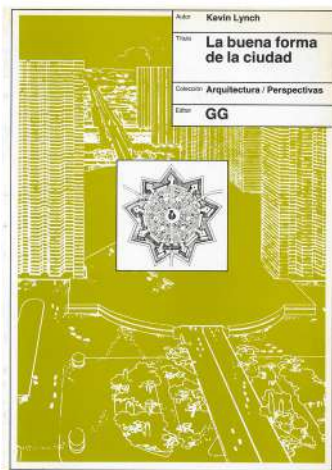 Autor Kevin Lynch
Título La buena forma
de la ciudad
Colección Arquitectura / Perspectivas
Editor GG